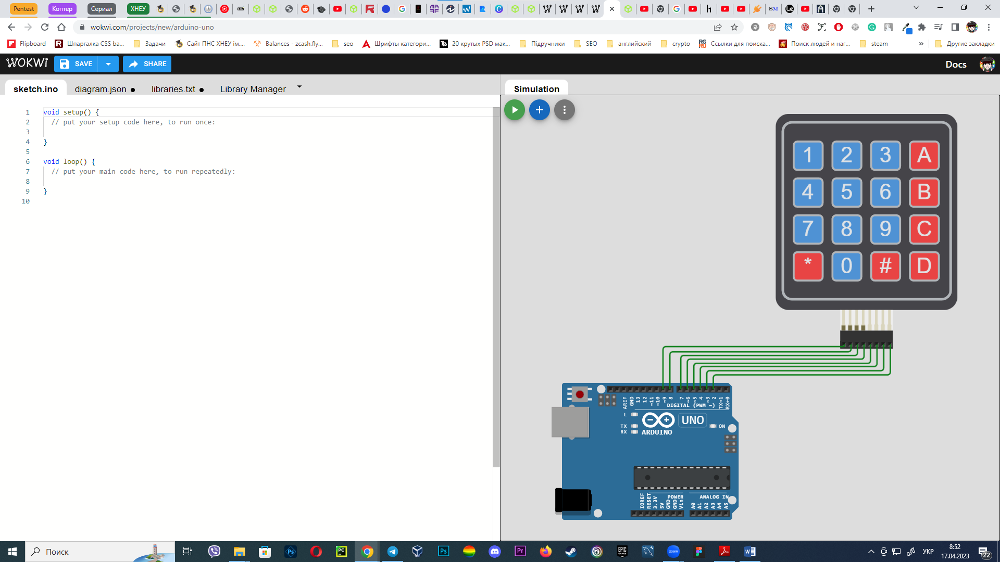 Pentest
Коптер
Сериал
ХНЕУ
wokwi.com/projects/new/arduino-uno
Flipboard
Шпаргалка CSS ba...
Задачи
Сайт ПНС ХНЕУ ім....
Balances - zcash.fly...
seo
Шрифты категори...
20 крутых PSD мак...
Підручники
SEO
английский
crypto
Ссылки для поиска...
Поиск людей и наг...
steam
»
Другие закладки
WOKWI
SAVE
SHARE
Docs
sketch.ino
diagram.json ●
libraries.txt ●
Library Manager
Simulation
1 void setup() {
2 // put your setup code here, to run once:
3
4 }
5
6 void loop() {
7 // put your main code here, to run repeatedly:
8
9 }
10
1 2 3 A
4 5 6 B
7 8 9 C
* 0 # D
AREF
GND
13
12
~11
~10
~9
8
7
~6
~5
4
~3
2
TX→1
RX←0
DIGITAL (PWM ~)
L
TX
RX
UNO
ARDUINO
ON
IOREF
RESET
3.3V
5V
GND
GND
Vin
POWER
ANALOG IN
A0
A1
A2
A3
A4
A5
Поиск
УКР
8:52
17.04.2023
22